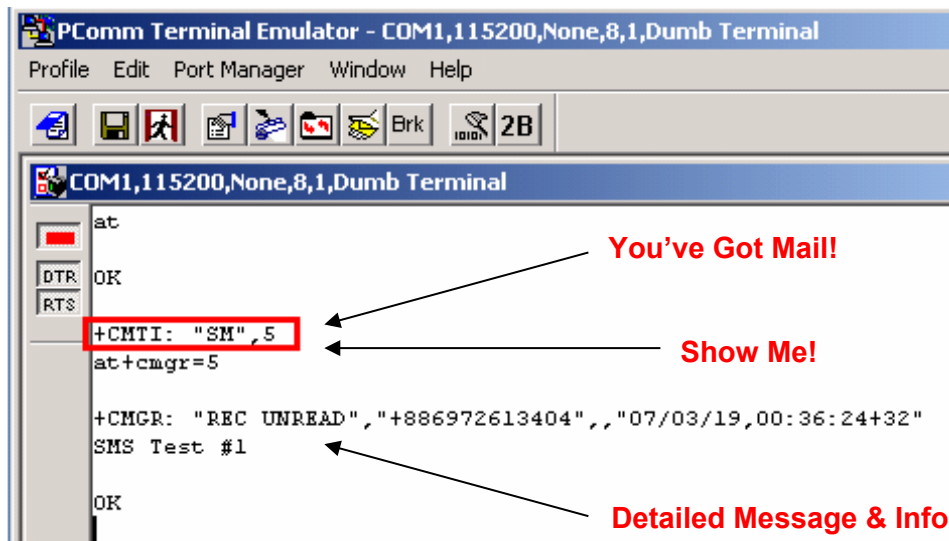 PComm Terminal Emulator - COM1,115200,None,8,1,Dumb Terminal
Profile Edit Port Manager Window Help
Brk 2B
COM1,115200,None,8,1,Dumb Terminal
at
You've Got Mail!
DTR
OK
RTS
+CMTI: "SM",5
Show Me!
at+cmgr=5
+CMGR: "REC UNREAD","+886972613404",,"07/03/19,00:36:24+32"
SMS Test #1
OK
Detailed Message & Info